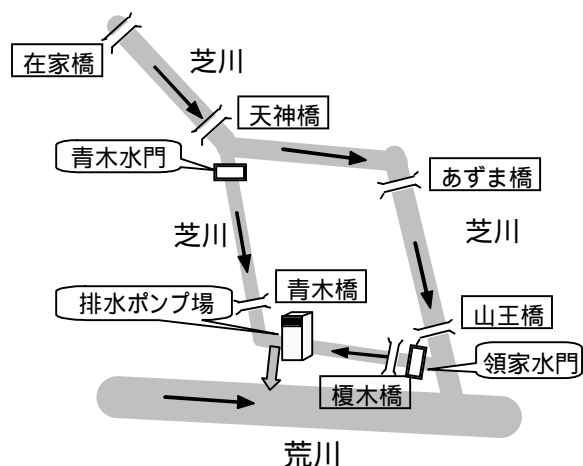 芝川
在家橋
天神橋
青木水門
あずま橋
芝川
芝川
青木橋
排水ポンプ場
山王橋
領家水門
榎木橋
荒川